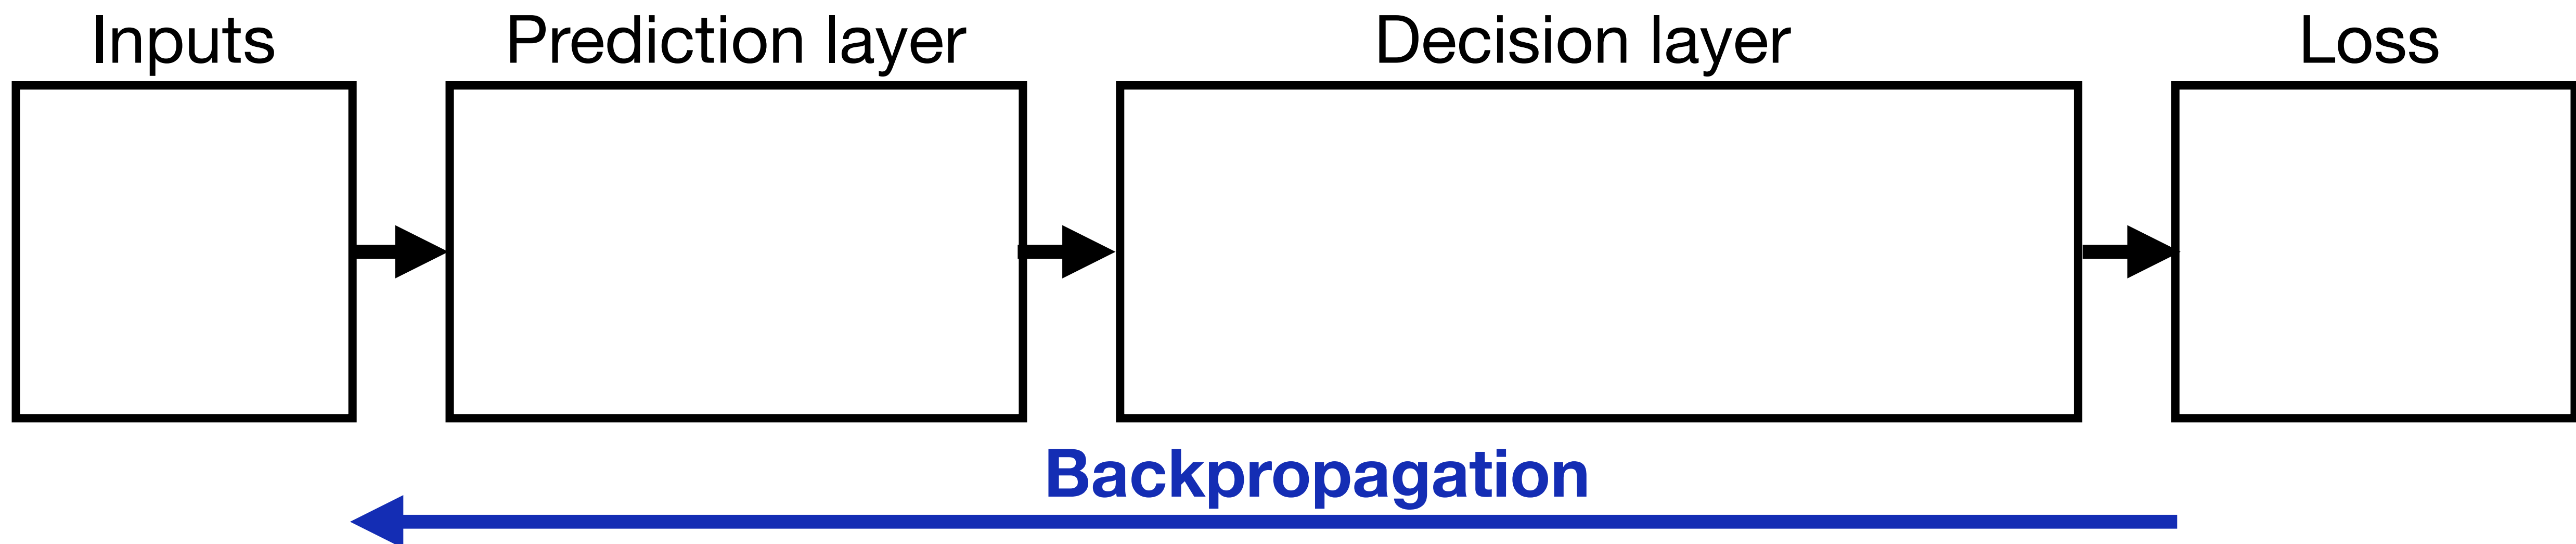 Inputs
Prediction layer
Decision layer
Loss
Backpropagation